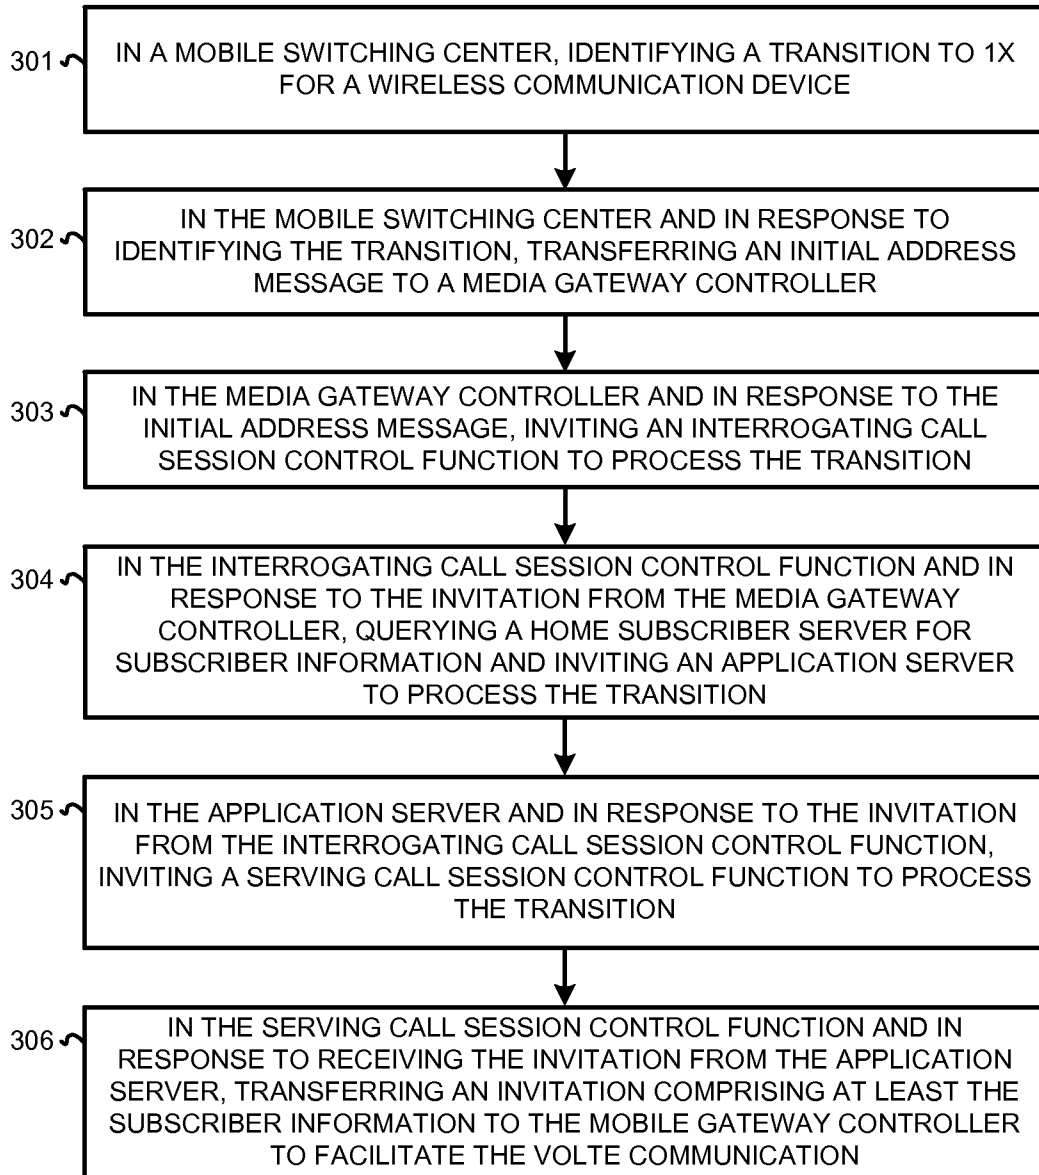 301
IN A MOBILE SWITCHING CENTER, IDENTIFYING A TRANSITION TO 1X
FOR A WIRELESS COMMUNICATION DEVICE
302
IN THE MOBILE SWITCHING CENTER AND IN RESPONSE TO
IDENTIFYING THE TRANSITION, TRANSFERRING AN INITIAL ADDRESS
MESSAGE TO A MEDIA GATEWAY CONTROLLER
303
IN THE MEDIA GATEWAY CONTROLLER AND IN RESPONSE TO THE
INITIAL ADDRESS MESSAGE, INVITING AN INTERROGATING CALL
SESSION CONTROL FUNCTION TO PROCESS THE TRANSITION
304
IN THE INTERROGATING CALL SESSION CONTROL FUNCTION AND IN
RESPONSE TO THE INVITATION FROM THE MEDIA GATEWAY
CONTROLLER, QUERYING A HOME SUBSCRIBER SERVER FOR
SUBSCRIBER INFORMATION AND INVITING AN APPLICATION SERVER
TO PROCESS THE TRANSITION
305
IN THE APPLICATION SERVER AND IN RESPONSE TO THE INVITATION
FROM THE INTERROGATING CALL SESSION CONTROL FUNCTION,
INVITING A SERVING CALL SESSION CONTROL FUNCTION TO PROCESS
THE TRANSITION
306
IN THE SERVING CALL SESSION CONTROL FUNCTION AND IN
RESPONSE TO RECEIVING THE INVITATION FROM THE APPLICATION
SERVER, TRANSFERRING AN INVITATION COMPRISING AT LEAST THE
SUBSCRIBER INFORMATION TO THE MOBILE GATEWAY CONTROLLER
TO FACILITATE THE VOLTE COMMUNICATION